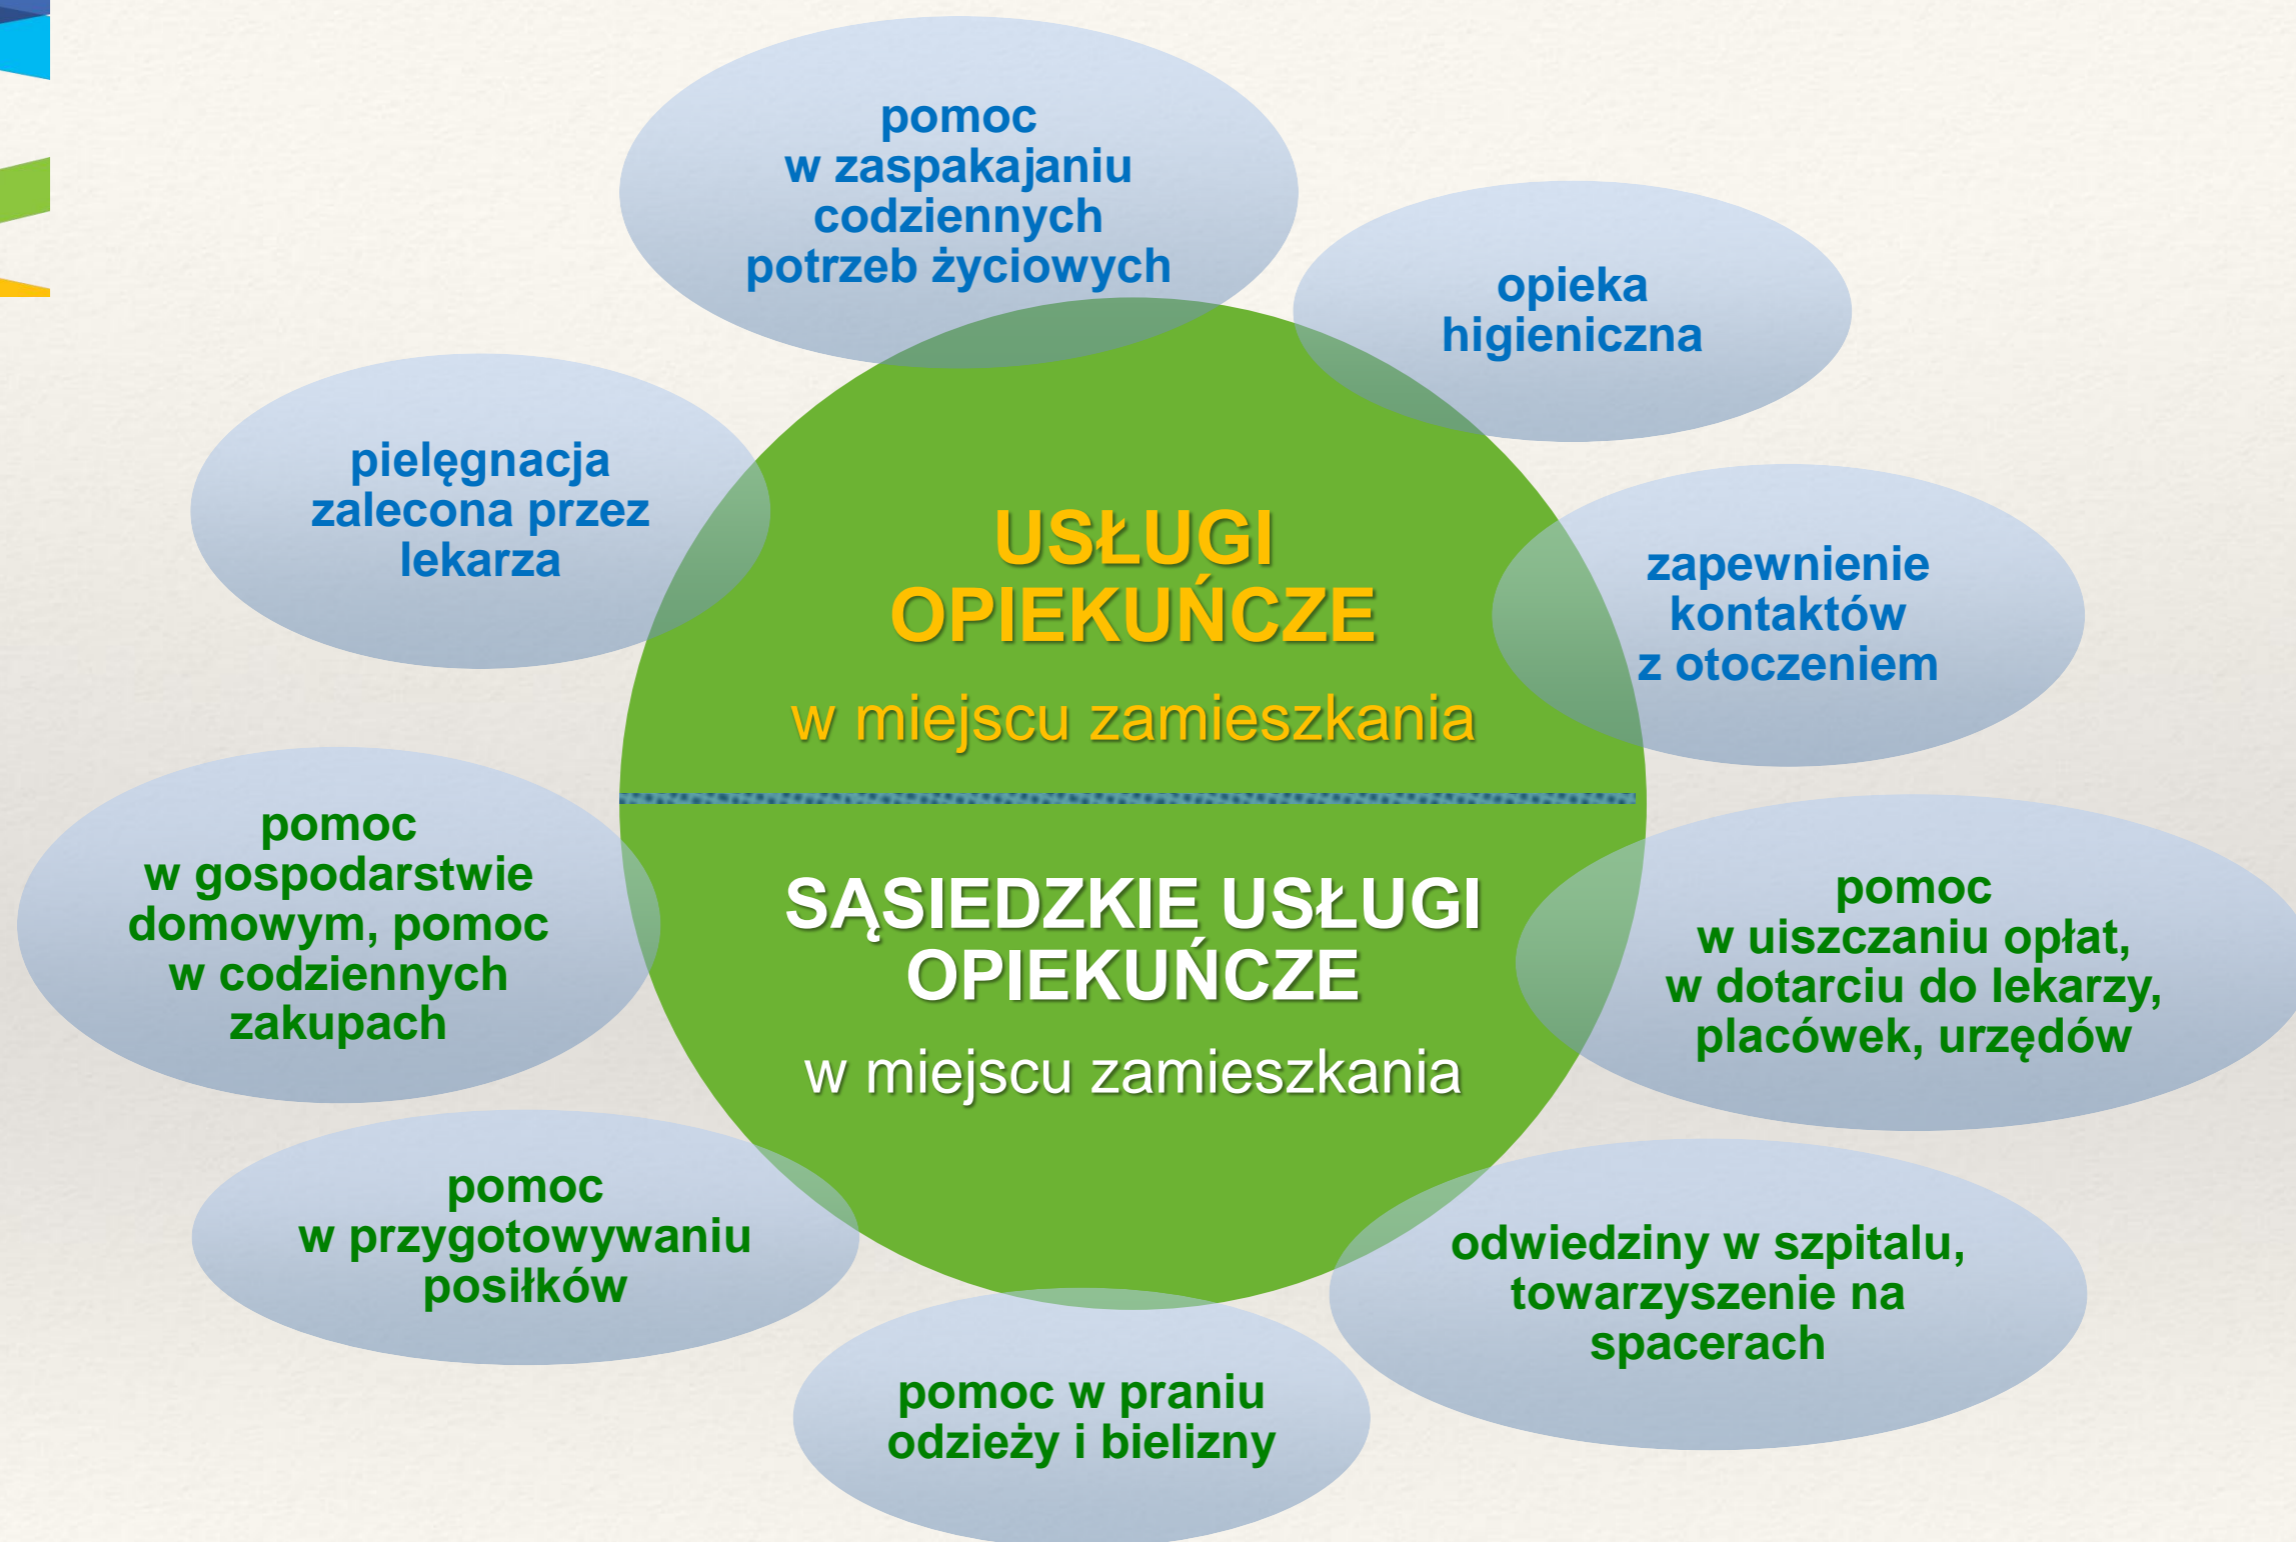 pomoc
w zaspakajaniu
codziennych
potrzeb życiowych
opieka
higieniczna
pielęgnacja
zalecona przez
lekarza
USŁUGI
OPIEKUŃCZE
w miejscu zamieszkania
zapewnienie
kontaktów
z otoczeniem
pomoc
w gospodarstwie
domowym, pomoc
w codziennych
zakupach
SĄSIEDZKIE USŁUGI
OPIEKUŃCZE
w miejscu zamieszkania
pomoc
w uiszczaniu opłat,
w dotarciu do lekarzy,
placówek, urzędów
pomoc
w przygotowywaniu
posiłków
odwiedziny w szpitalu,
towarzyszenie na
spacerach
pomoc w praniu
odzieży i bielizny